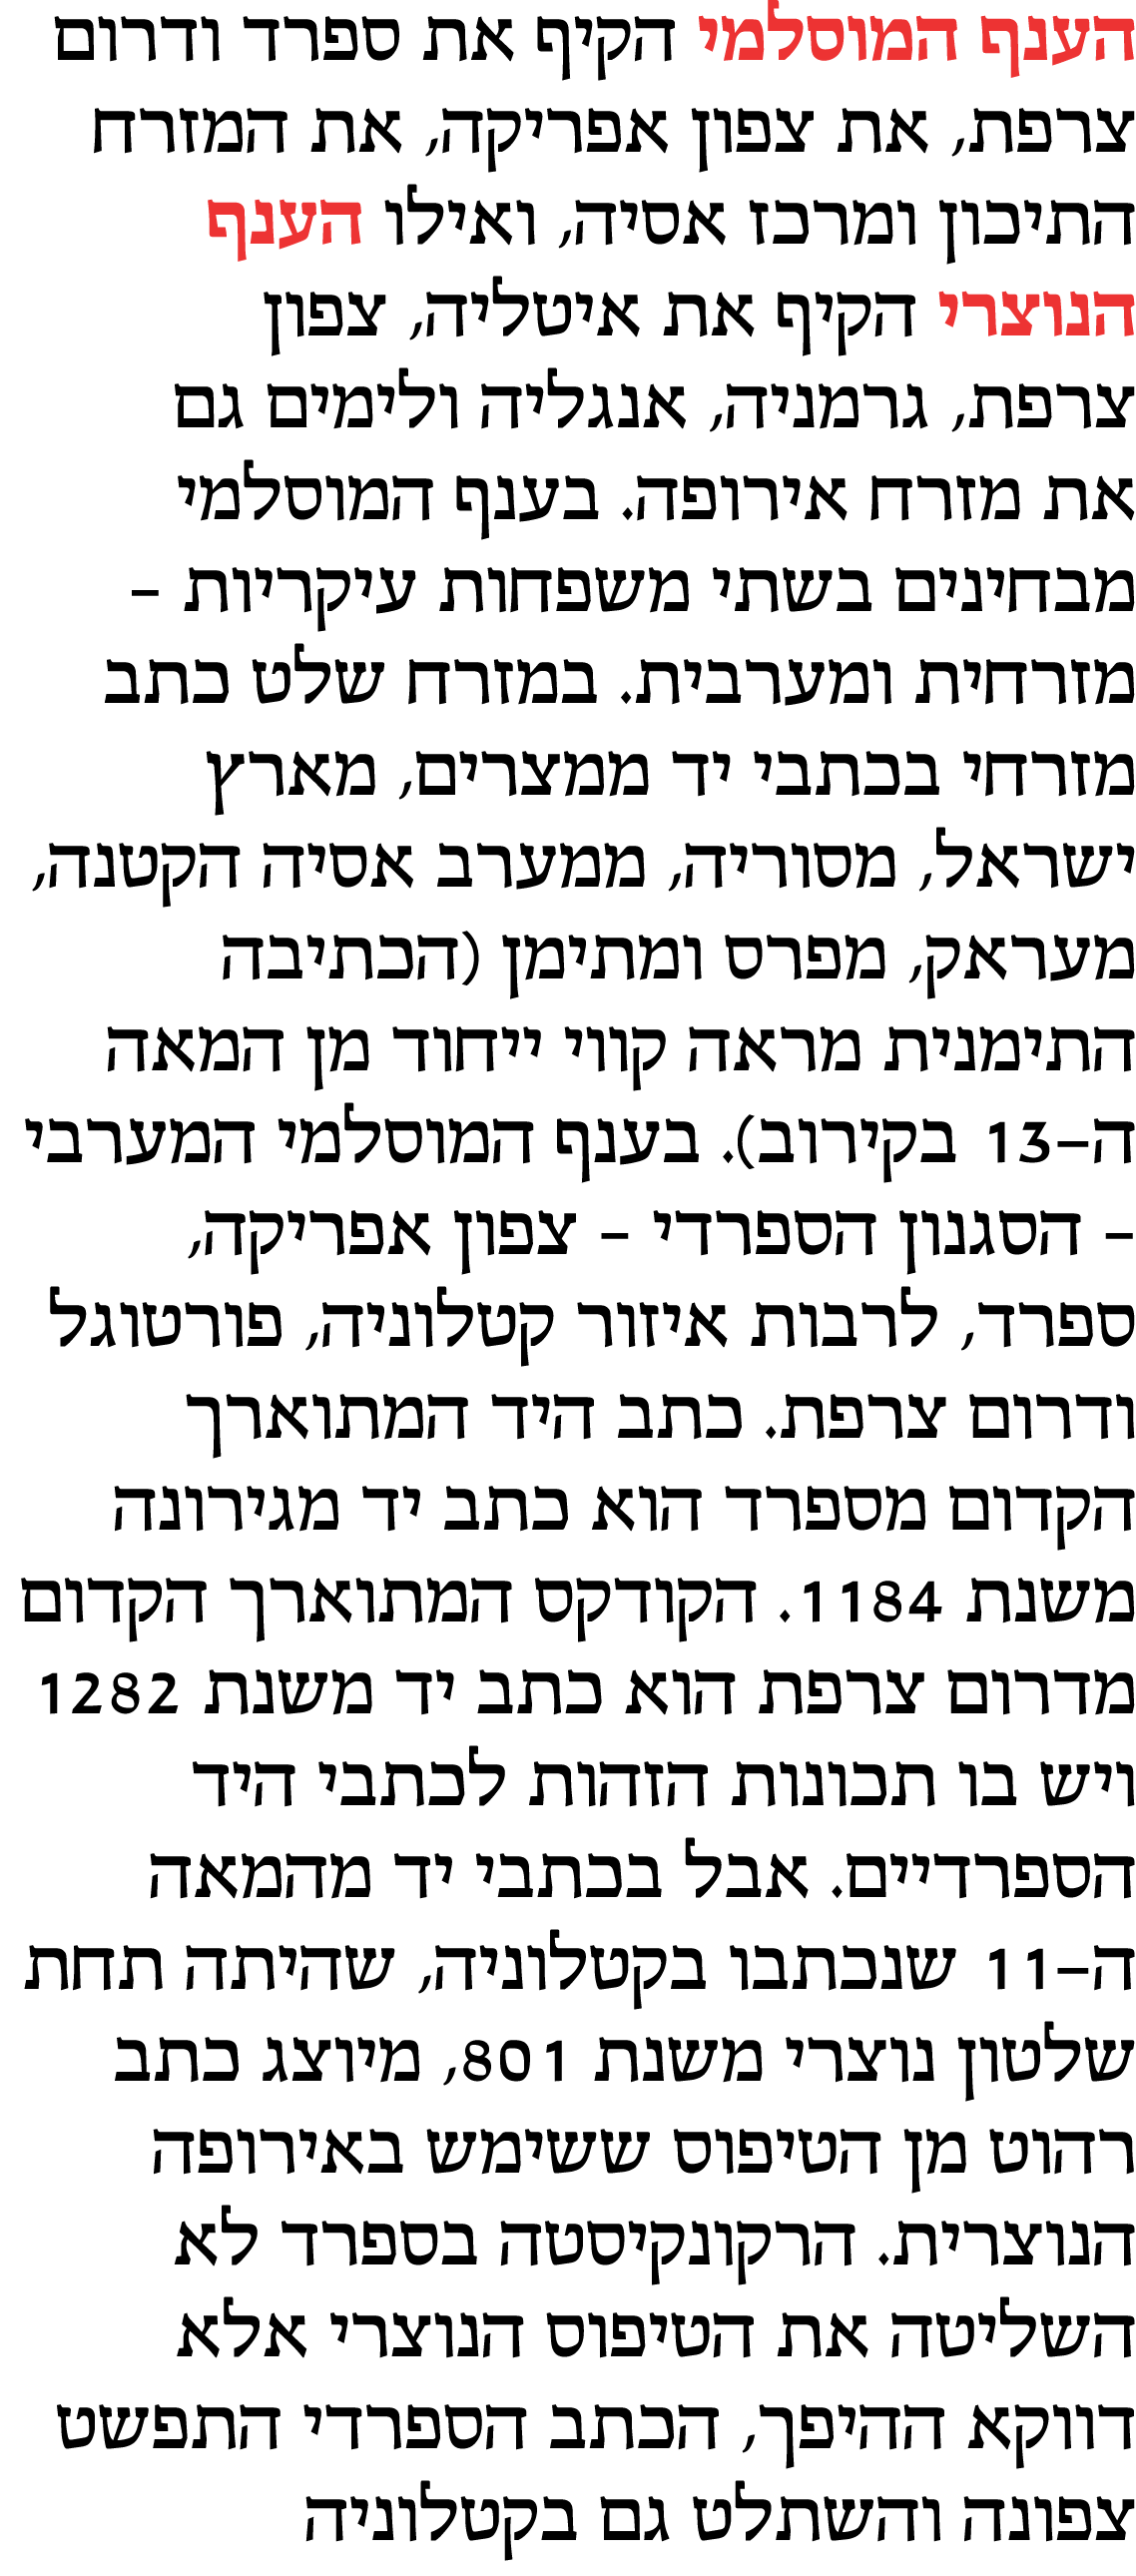 הענף המוסלמי הקיף את ספרד ודרום
צרפת, את צפון אפריקה, את המזרח
התיכון ומרכז אסיה, ואילו הענף
הנוצרי הקיף את איטליה, צפון
צרפת, גרמניה, אנגליה ולימים גם
את מזרח אירופה. בענף המוסלמי
מבחינים בשתי משפחות עיקריות –
מזרחית ומערבית. במזרח שלט כתב
מזרחי בכתבי יד ממצרים, מארץ
ישראל, מסוריה, ממערב אסיה הקטנה,
מעראק, מפרס ומתימן (הכתיבה
התימנית מראה קווי ייחוד מן המאה
ה–13 בקירוב). בענף המוסלמי המערבי
– הסגנון הספרדי – צפון אפריקה,
ספרד, לרבות איזור קטלוניה, פורטוגל
ודרום צרפת. כתב היד המתוארך
הקדום מספרד הוא כתב יד מגירונה
משנת 1184. הקודקס המתוארך הקדום
מדרום צרפת הוא כתב יד משנת 1282
ויש בו תכונות הזהות לכתבי היד
הספרדיים. אבל בכתבי יד מהמאה
ה–11 שנכתבו בקטלוניה, שהיתה תחת
שלטון נוצרי משנת 801, מיוצג כתב
רהוט מן הטיפוס ששימש באירופה
הנוצרית. הרקונקיסטה בספרד לא
השליטה את הטיפוס הנוצרי אלא
דווקא ההיפך, הכתב הספרדי התפשט
צפונה והשתלט גם בקטלוניה